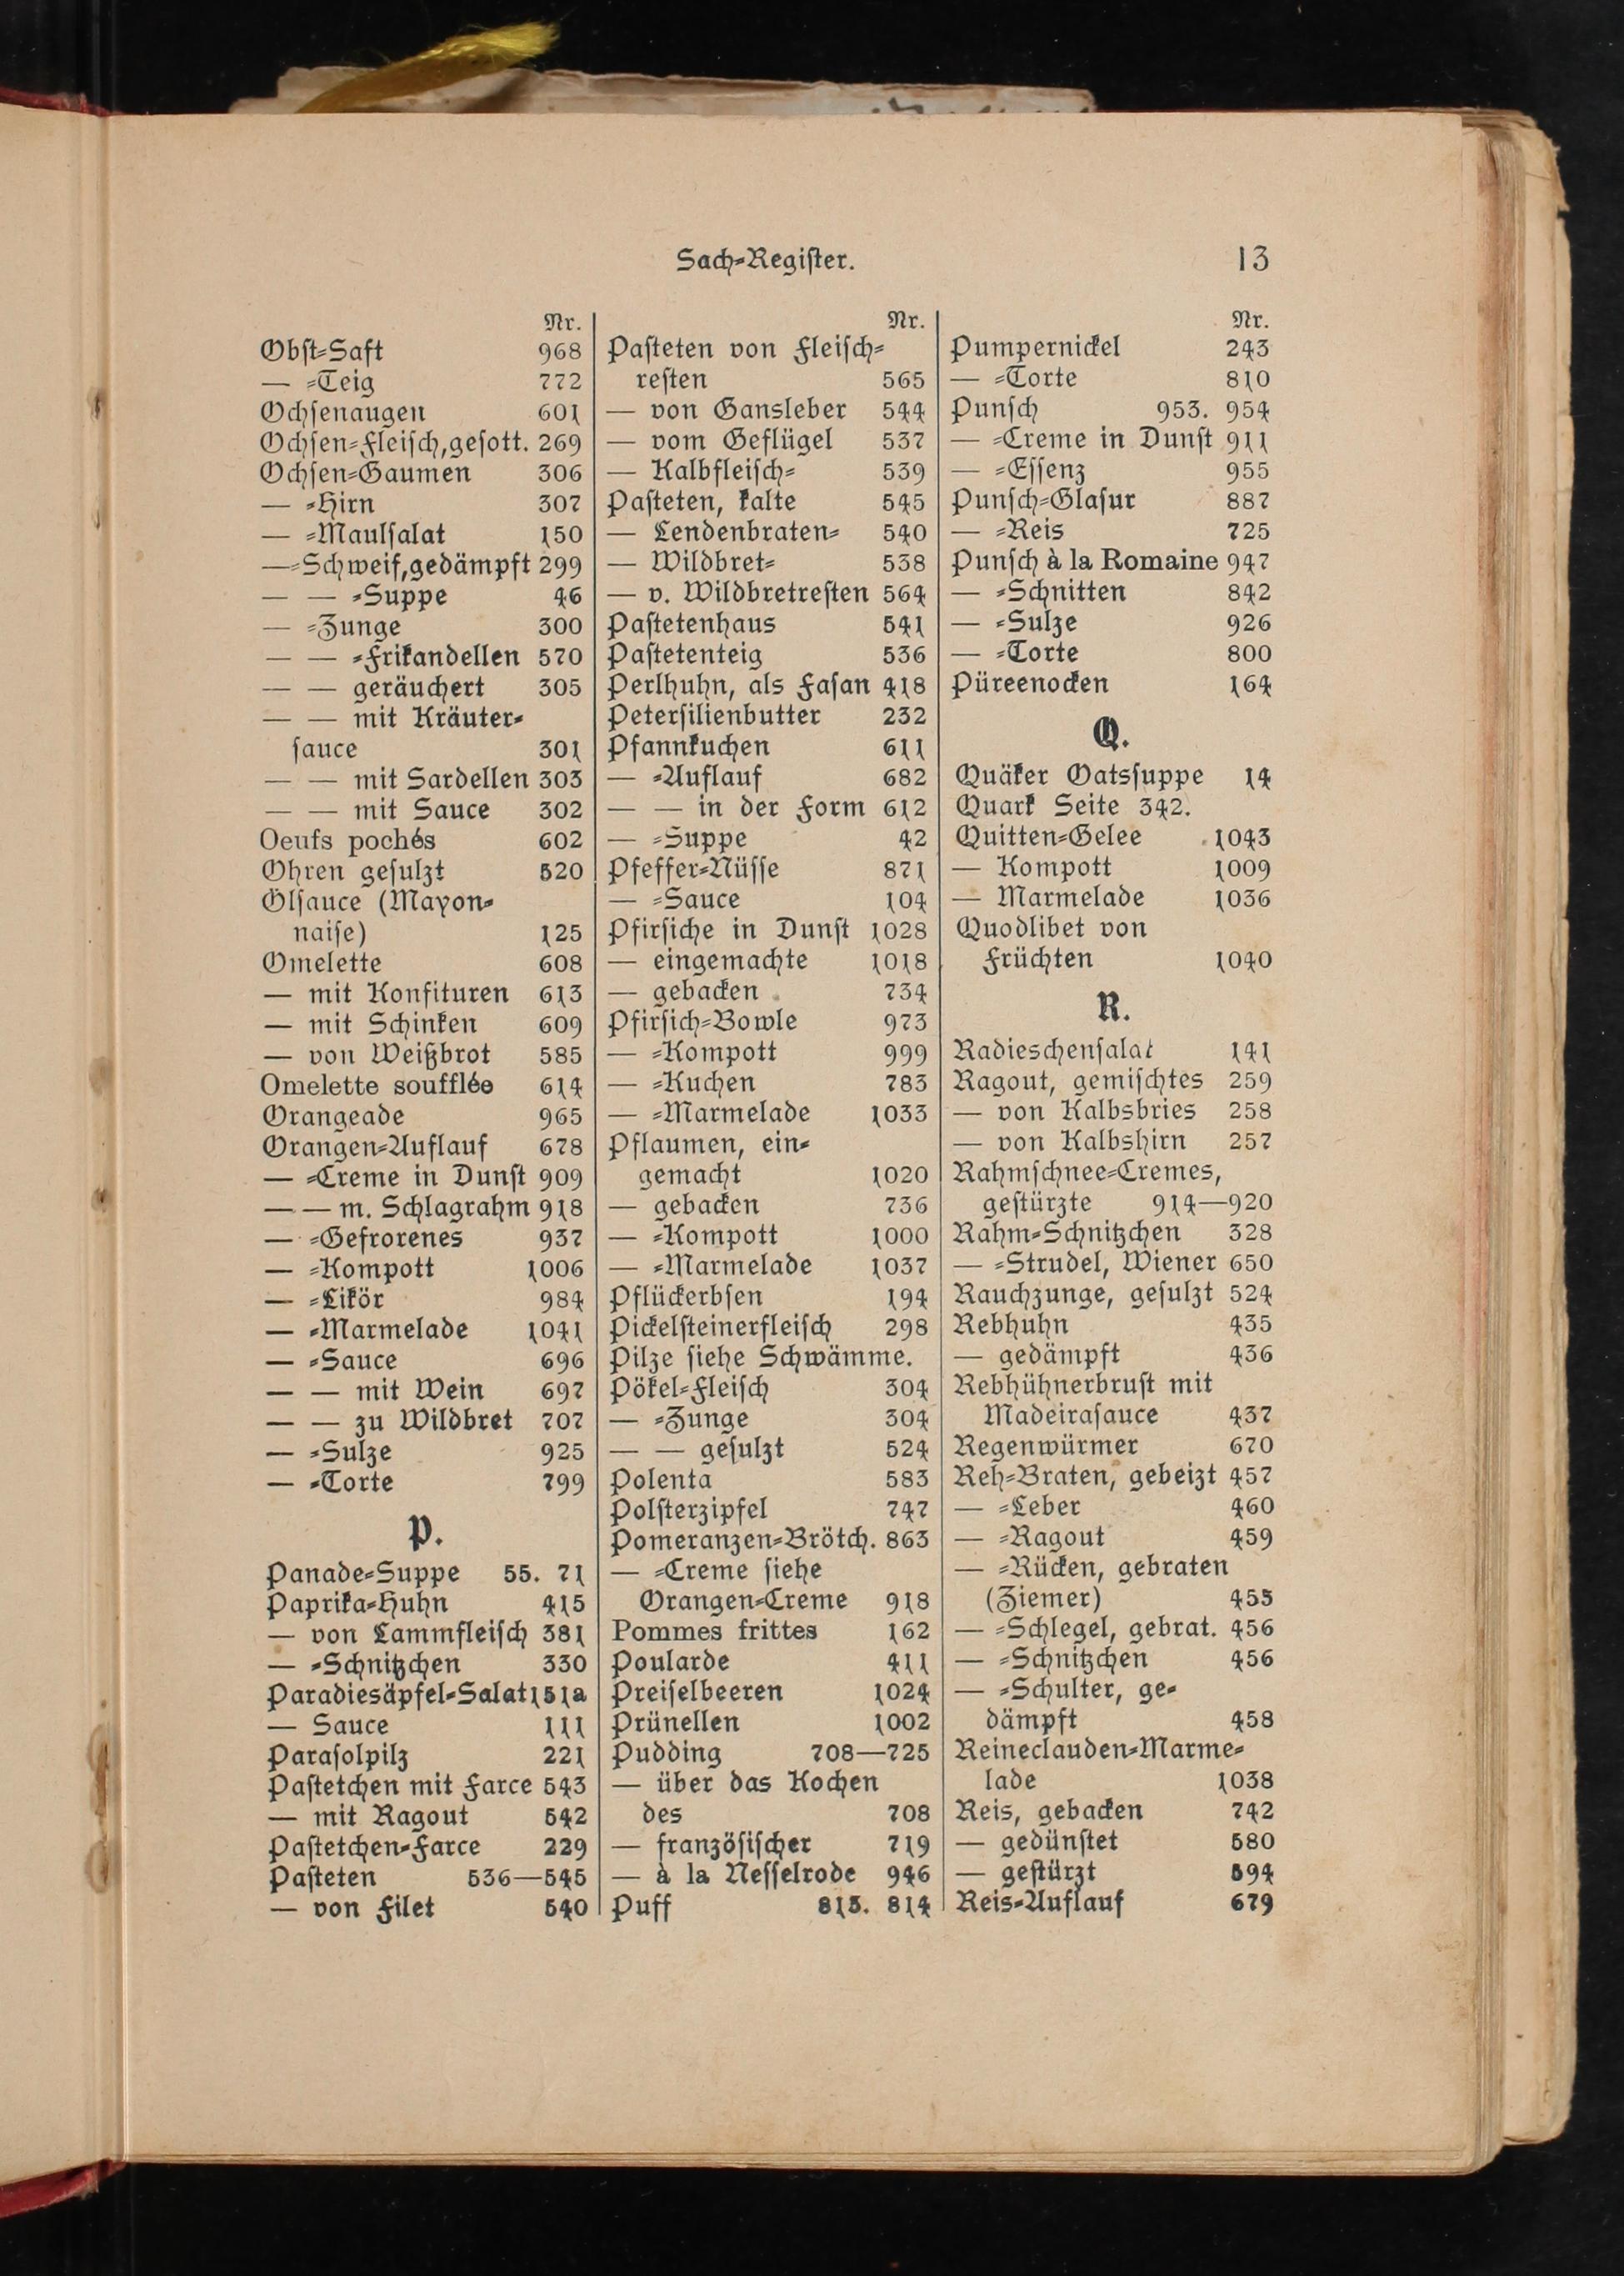 Sach-Regiſter.
13
Nr.
Obſt-Saft 968
— -Teig 772
Ochſenaugen 601
Ochſen-Fleiſch, geſott. 269
Ochſen-Gaumen 306
— -Hirn 307
— -Maulſalat 150
— -Schweif, gedämpft 299
— — -Suppe 46
— -Zunge 300
— — -Frikandellen 570
— — geräuchert 305
— — mit Kräuter-
ſauce 301
— — mit Sardellen 303
— — mit Sauce 302
Oeufs pochés 602
Ohren geſulzt 520
Ölſauce (Mayon-
naiſe) 125
Omelette 608
— mit Konfituren 613
— mit Schinken 609
— von Weißbrot 585
Omelette soufflée 614
Orangeade 965
Orangen-Auflauf 678
— -Creme in Dunſt 909
— — m. Schlagrahm 918
— -Gefrorenes 937
— -Kompott 1006
— -Likör 984
— -Marmelade 1041
— -Sauce 696
— — mit Wein 697
— — zu Wildbret 707
— -Sulze 925
— -Torte 799
P.
Panade-Suppe 55. 71
Paprika-Huhn 415
— von Lammfleiſch 381
— -Schnitzchen 330
Paradiesäpfel-Salat 151a
— Sauce 111
Paraſolpilz 221
Paſtetchen mit Farce 543
— mit Ragout 542
Paſtetchen-Farce 229
Paſteten 536—545
— von Filet 540
Nr.
Paſteten von Fleiſch-
reſten 565
— von Gansleber 544
— vom Geflügel 537
— Kalbfleiſch- 539
Paſteten, kalte 545
— Lendenbraten- 540
— Wildbret- 538
— v. Wildbretreſten 564
Paſtetenhaus 541
Paſtetenteig 536
Perlhuhn, als Faſan 418
Peterſilienbutter 232
Pfannkuchen 611
— -Auflauf 682
— — in der Form 612
— -Suppe 42
Pfeffer-Nüſſe 871
— -Sauce 104
Pfirſiche in Dunſt 1028
— eingemachte 1018
— gebacken 734
Pfirſich-Bowle 973
— -Kompott 999
— -Kuchen 783
— -Marmelade 1033
Pflaumen, ein-
gemacht 1020
— gebacken 736
— -Kompott 1000
— -Marmelade 1037
Pflückerbſen 194
Pickelſteinerfleiſch 298
Pilze ſiehe Schwämme.
Pökel-Fleiſch 304
— -Zunge 304
— — geſulzt 524
Polenta 583
Polſterzipfel 747
Pomeranzen-Brötch. 863
— -Creme ſiehe
Orangen-Creme 918
Pommes frittes 162
Poularde 411
Preiſelbeeren 1024
Prünellen 1002
Pudding 708—725
— über das Kochen
des 708
— franzöſiſcher 719
— à la Neſſelrode 946
Puff 813. 814
Nr.
Pumpernickel 243
— -Torte 810
Punſch 953. 954
— -Creme in Dunſt 911
— -Eſſenz 955
Punſch-Glaſur 887
— -Reis 725
Punſch à la Romaine 947
— -Schnitten 842
— -Sulze 926
— -Torte 800
Püreenocken 164
Q.
Quäker Oatsſuppe 14
Quark Seite 342.
Quitten-Gelee 1043
— Kompott 1009
— Marmelade 1036
Quodlibet von
Früchten 1040
R.
Radieschenſalat 141
Ragout, gemiſchtes 259
— von Kalbsbries 258
— von Kalbshirn 257
Rahmſchnee-Cremes,
geſtürzte 914—920
Rahm-Schnitzchen 328
— -Strudel, Wiener 650
Rauchzunge, geſulzt 524
Rebhuhn 435
— gedämpft 436
Rebhühnerbruſt mit
Madeiraſauce 437
Regenwürmer 670
Reh-Braten, gebeizt 457
— -Leber 460
— -Ragout 459
— -Rücken, gebraten
(Ziemer) 455
— -Schlegel, gebrat. 456
— -Schnitzchen 456
— -Schulter, ge-
dämpft 458
Reineclauden-Marme-
lade 1038
Reis, gebacken 742
— gedünſtet 580
— geſtürzt 594
Reis-Auflauf 679